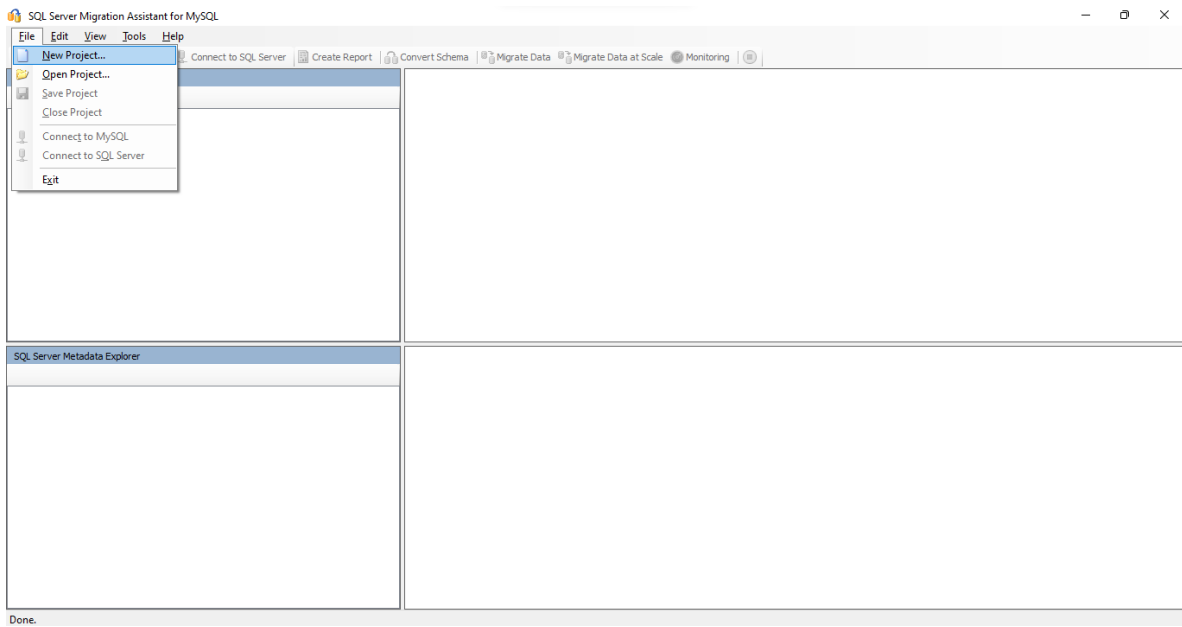 SQL Server Migration Assistant for MySQL
File Edit View Tools Help
New Project... Connect to SQL Server Create Report Convert Schema Migrate Data Migrate Data at Scale Monitoring
Open Project...
Save Project
Close Project
Connect to MySQL
Connect to SQL Server
Exit
SQL Server Metadata Explorer
Done.